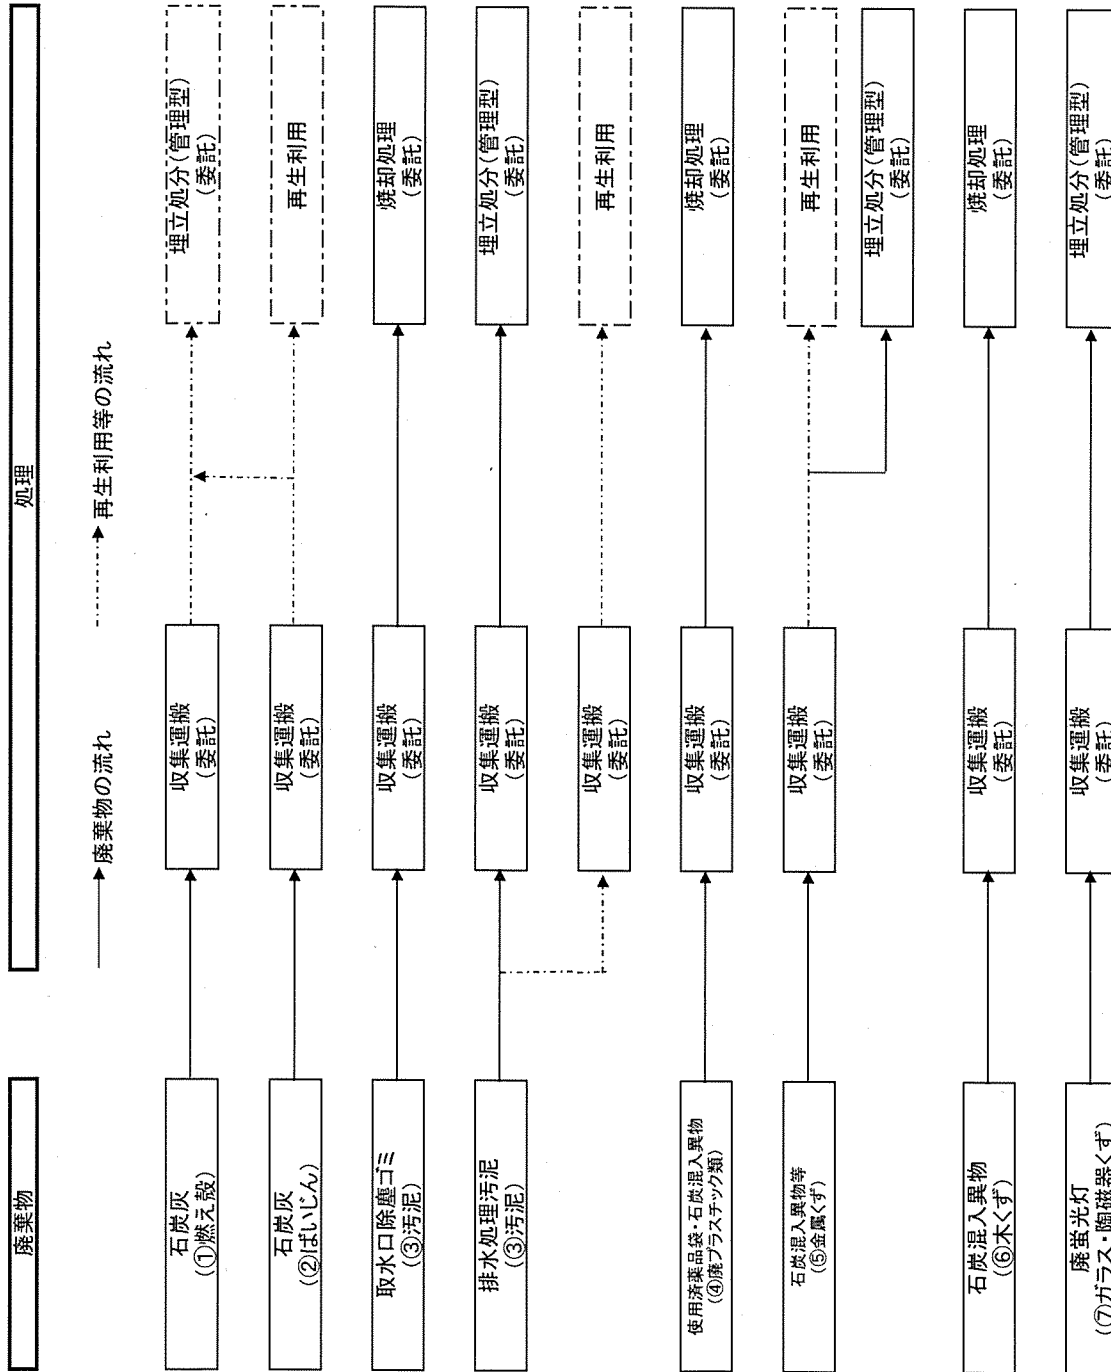 廃棄物
処理
廃棄物の流れ
再生利用等の流れ
石炭灰
(①燃え殻)
収集運搬
(委託)
埋立処分(管理型)
(委託)
石炭灰
(②ばいじん)
収集運搬
(委託)
再生利用
取水口除塵ゴミ
(③汚泥)
収集運搬
(委託)
焼却処理
(委託)
排水処理汚泥
(③汚泥)
収集運搬
(委託)
埋立処分(管理型)
(委託)
収集運搬
(委託)
再生利用
使用済薬品袋・石炭混入異物
(④廃プラスチック類)
収集運搬
(委託)
焼却処理
(委託)
石炭混入異物等
(⑤金属くず)
収集運搬
(委託)
再生利用
埋立処分(管理型)
(委託)
石炭混入異物
(⑥木くず)
収集運搬
(委託)
焼却処理
(委託)
廃蛍光灯
(⑦ガラス・陶磁器くず)
収集運搬
(委託)
埋立処分(管理型)
(委託)